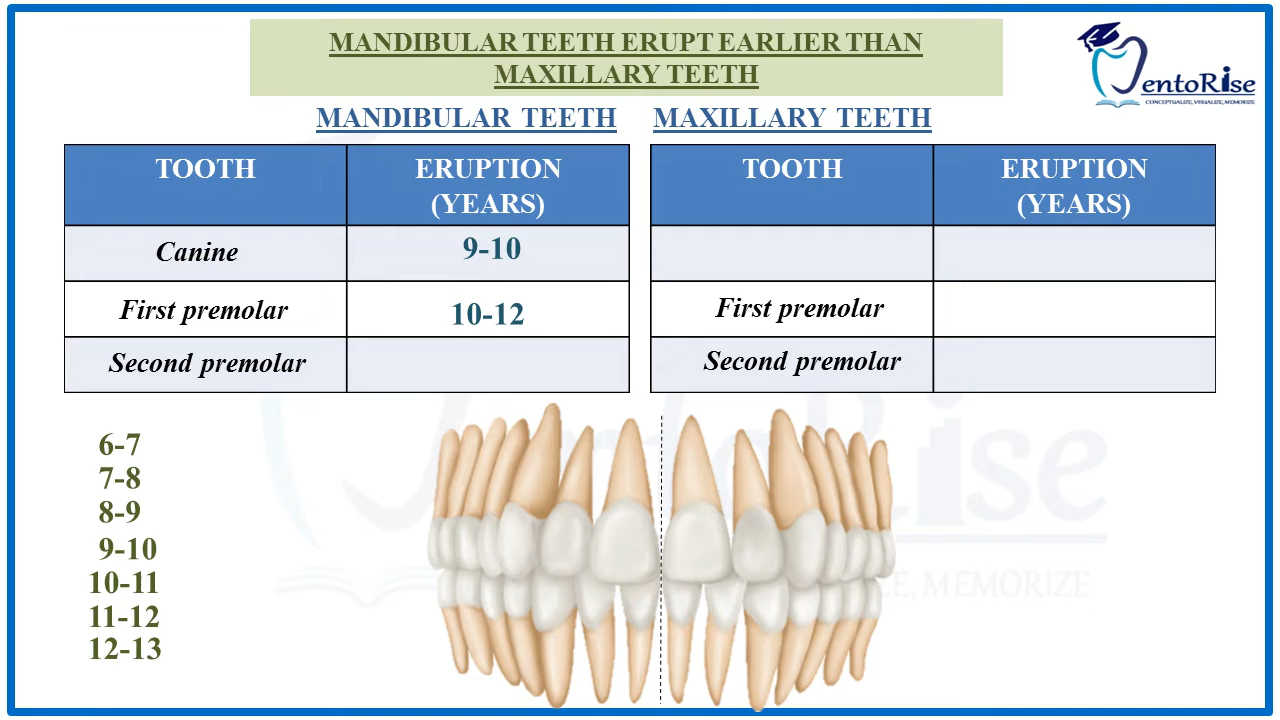 MANDIBULAR TEETH ERUPT EARLIER THAN
MAXILLARY TEETH
entoRise
CONCEPTUALIZE, VISUALIZE, MEMORIZE
MANDIBULAR TEETH
MAXILLARY TEETH
TOOTH
ERUPTION
(YEARS)
TOOTH
ERUPTION
(YEARS)
Canine
9-10
First premolar
10-12
First premolar
Second premolar
Second premolar
6-7
7-8
8-9
9-10
10-11
11-12
12-13